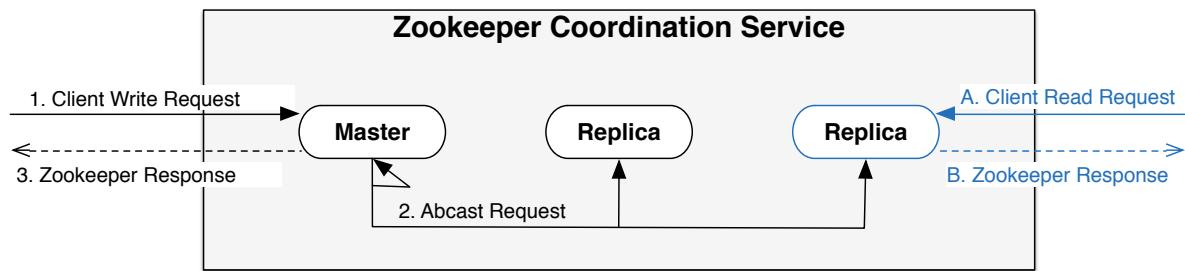 Zookeeper Coordination Service
1. Client Write Request
A. Client Read Request
Master
Replica
Replica
3. Zookeeper Response
B. Zookeeper Response
2. Abcast Request